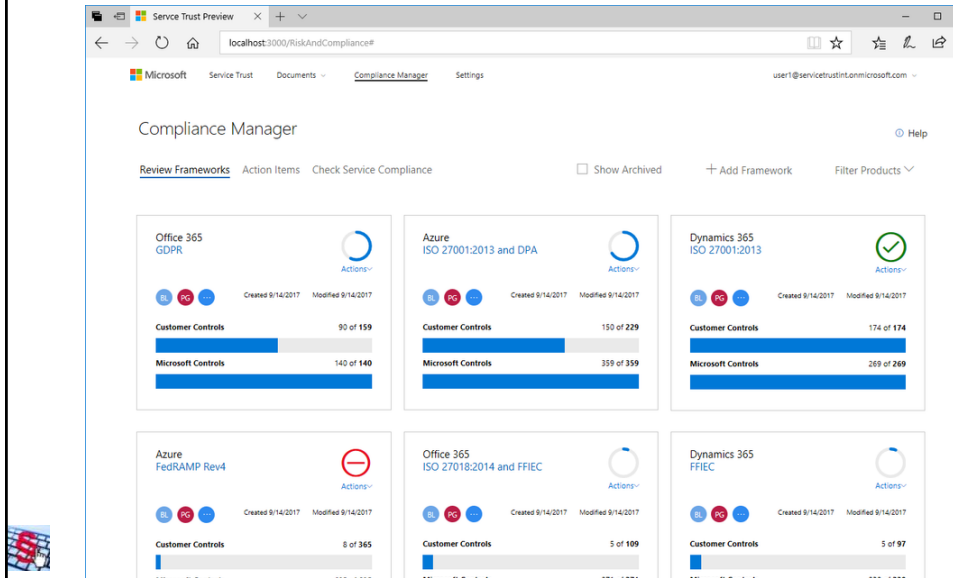 Servce Trust Preview
localhost:3000/RiskAndCompliance#
Microsoft Service Trust Documents Compliance Manager Settings user1@servicetrustint.onmicrosoft.com
Compliance Manager
Help
Review Frameworks Action Items Check Service Compliance Show Archived + Add Framework Filter Products
Office 365
GDPR
Actions
BL PG ... Created 9/14/2017 Modified 9/14/2017
Customer Controls 90 of 159
Microsoft Controls 140 of 140
Azure
ISO 27001:2013 and DPA
Actions
BL PG ... Created 9/14/2017 Modified 9/14/2017
Customer Controls 150 of 229
Microsoft Controls 359 of 359
Dynamics 365
ISO 27001:2013
Actions
BL PG ... Created 9/14/2017 Modified 9/14/2017
Customer Controls 174 of 174
Microsoft Controls 269 of 269
Azure
FedRAMP Rev4
Actions
BL PG ... Created 9/14/2017 Modified 9/14/2017
Customer Controls 8 of 365
Office 365
ISO 27018:2014 and FFIEC
Actions
BL PG ... Created 9/14/2017 Modified 9/14/2017
Customer Controls 5 of 109
Dynamics 365
FFIEC
Actions
BL PG ... Created 9/14/2017 Modified 9/14/2017
Customer Controls 5 of 97